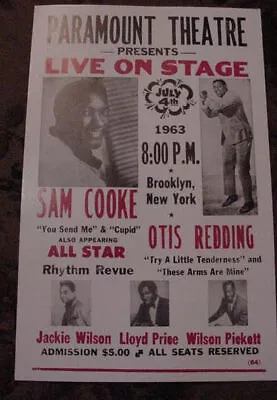 PARAMOUNT THEATRE
PRESENTS
LIVE ON STAGE
JULY
4th
1963
8:00 P.M.
Brooklyn,
New York
SAM COOKE
"You Send Me" & "Cupid"
ALSO APPEARING
ALL STAR
Rhythm Revue
OTIS REDDING
"Try A Little Tenderness" and
"These Arms Are Mine"
Jackie Wilson Lloyd Price Wilson Pickett
ADMISSION $5.00 ALL SEATS RESERVED
(64)